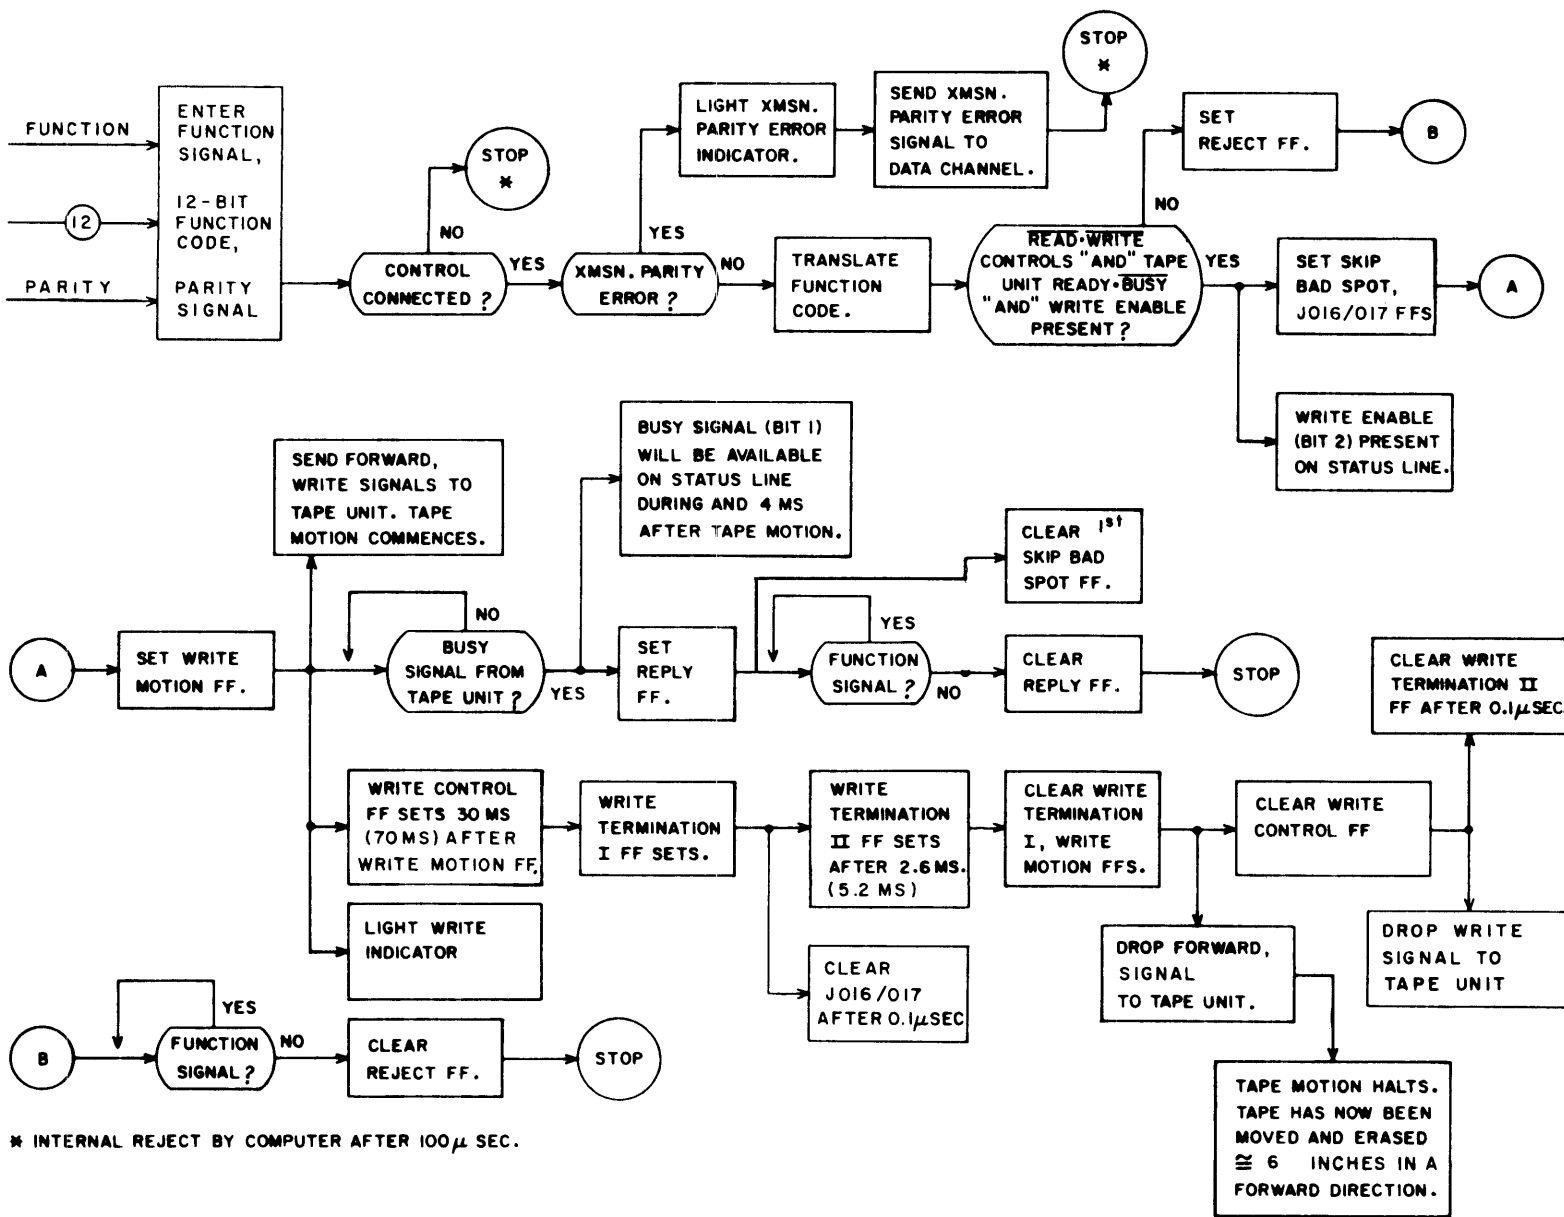 FUNCTION
12
PARITY
ENTER
FUNCTION
SIGNAL,
12-BIT
FUNCTION
CODE,
PARITY
SIGNAL
STOP
*
NO
CONTROL
CONNECTED?
YES
LIGHT XMSN.
PARITY ERROR
INDICATOR.
SEND XMSN.
PARITY ERROR
SIGNAL TO
DATA CHANNEL.
STOP
*
YES
XMSN. PARITY
ERROR?
NO
TRANSLATE
FUNCTION
CODE.
SET
REJECT FF.
B
NO
READ·WRITE
CONTROLS "AND" TAPE
UNIT READY·BUSY
"AND" WRITE ENABLE
PRESENT?
YES
SET SKIP
BAD SPOT,
J016/017 FFS
A
WRITE ENABLE
(BIT 2) PRESENT
ON STATUS LINE.
SEND FORWARD,
WRITE SIGNALS TO
TAPE UNIT. TAPE
MOTION COMMENCES.
BUSY SIGNAL (BIT 1)
WILL BE AVAILABLE
ON STATUS LINE
DURING AND 4 MS
AFTER TAPE MOTION.
CLEAR 1st
SKIP BAD
SPOT FF.
A
SET WRITE
MOTION FF.
NO
BUSY
SIGNAL FROM
TAPE UNIT?
YES
SET
REPLY
FF.
YES
FUNCTION
SIGNAL?
NO
CLEAR
REPLY FF.
STOP
CLEAR WRITE
TERMINATION II
FF AFTER 0.1μSEC.
WRITE CONTROL
FF SETS 30 MS
(70 MS) AFTER
WRITE MOTION FF.
WRITE
TERMINATION
I FF SETS.
WRITE
TERMINATION
II FF SETS
AFTER 2.6 MS.
(5.2 MS)
CLEAR WRITE
TERMINATION
I, WRITE
MOTION FFS.
CLEAR WRITE
CONTROL FF
LIGHT WRITE
INDICATOR
CLEAR
J016/017
AFTER 0.1μSEC
DROP FORWARD,
SIGNAL
TO TAPE UNIT.
DROP WRITE
SIGNAL TO
TAPE UNIT
B
YES
FUNCTION
SIGNAL?
NO
CLEAR
REJECT FF.
STOP
TAPE MOTION HALTS.
TAPE HAS NOW BEEN
MOVED AND ERASED
≅ 6 INCHES IN A
FORWARD DIRECTION.
* INTERNAL REJECT BY COMPUTER AFTER 100μ SEC.